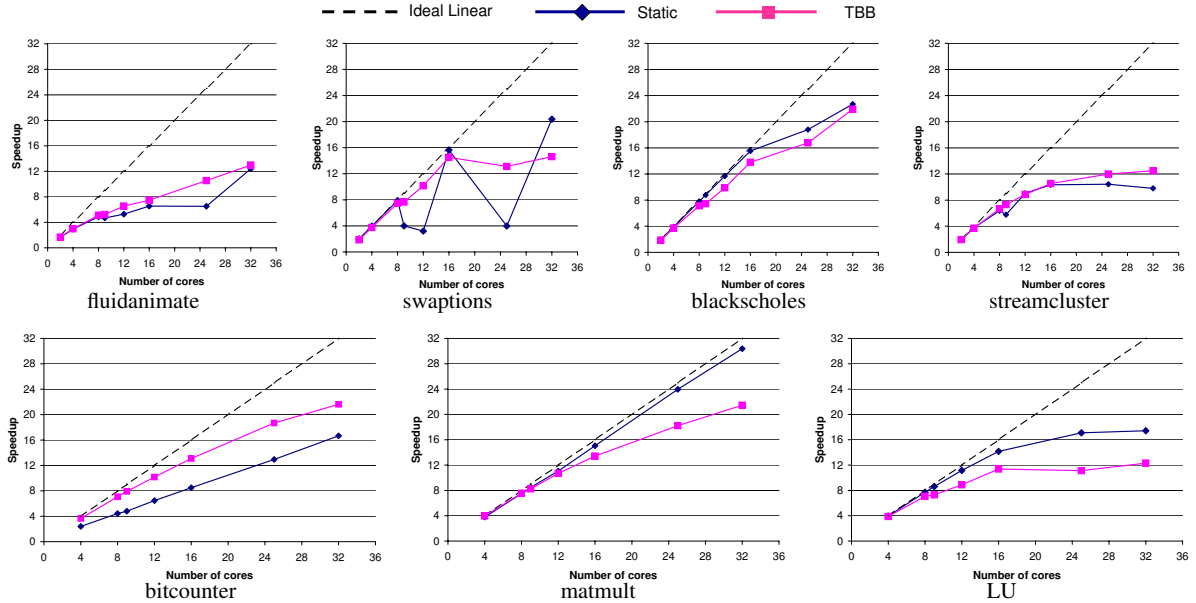 Ideal Linear Static TBB
32 32 32 32
28 28 28 28
24 24 24 24
20 20 20 20
16 16 16 16
12 12 12 12
8 8 8 8
4 4 4 4
0 0 0 0
Speedup Speedup Speedup Speedup
0 4 8 12 16 20 24 28 32 36 0 4 8 12 16 20 24 28 32 36 0 4 8 12 16 20 24 28 32 36 0 4 8 12 16 20 24 28 32 36
Number of cores Number of cores Number of cores Number of cores
fluidanimate swaptions blackscholes streamcluster
32 32 32
28 28 28
24 24 24
20 20 20
16 16 16
12 12 12
8 8 8
4 4 4
0 0 0
Speedup Speedup Speedup
0 4 8 12 16 20 24 28 32 36 0 4 8 12 16 20 24 28 32 36 0 4 8 12 16 20 24 28 32 36
Number of cores Number of cores Number of cores
bitcounter matmult LU